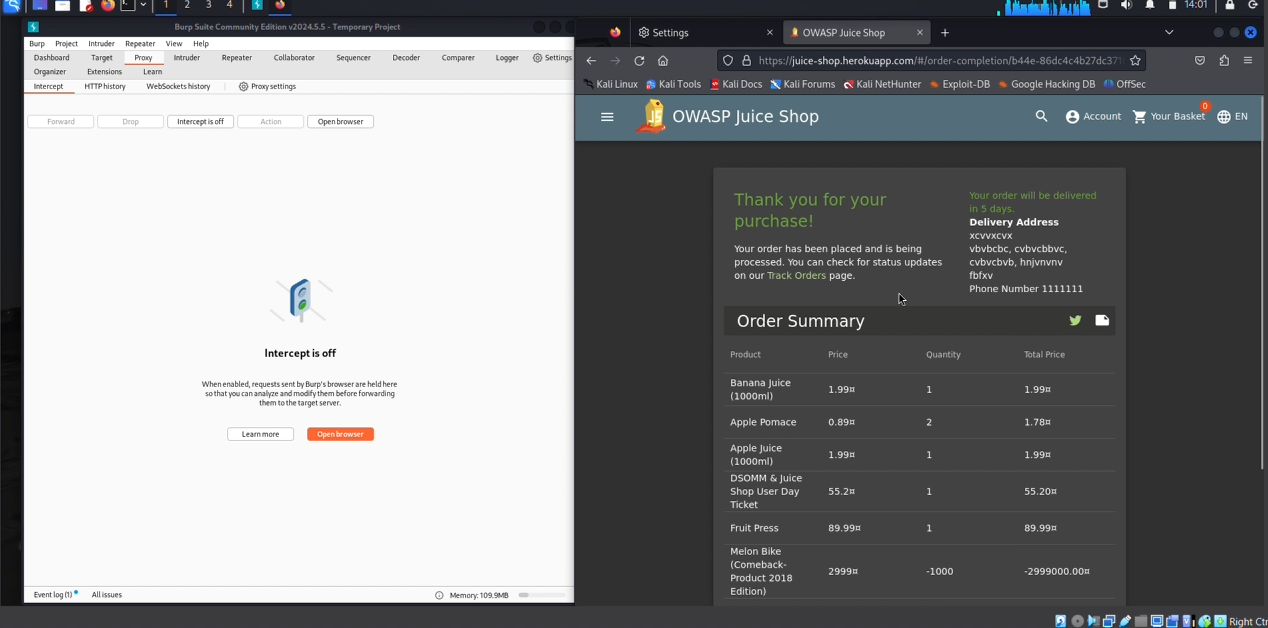 1 2 3 4
14:01
Burp Suite Community Edition v2024.5.5 - Temporary Project
Burp Project Intruder Repeater View Help
Dashboard Target Proxy Intruder Repeater Collaborator Sequencer Decoder Comparer Logger Settings
Organizer Extensions Learn
Intercept HTTP history WebSockets history Proxy settings
Forward Drop Intercept is off Action Open browser
Intercept is off
When enabled, requests sent by Burp's browser are held here
so that you can analyze and modify them before forwarding
them to the target server.
Learn more Open browser
Event log (1) All issues Memory: 109.9MB
Settings OWASP Juice Shop
https://juice-shop.herokuapp.com/#/order-completion/b44e-86dc4c4b27dc371
Kali Linux Kali Tools Kali Docs Kali Forums Kali NetHunter Exploit-DB Google Hacking DB OffSec
OWASP Juice Shop Account Your Basket 0 EN
Thank you for your
purchase!
Your order has been placed and is being
processed. You can check for status updates
on our Track Orders page.
Your order will be delivered
in 5 days.
Delivery Address
xcvvxcvx
vbvbcbc, cvbvcbbvc,
cvbvcbvb, hnjvnvnv
fbfxv
Phone Number 1111111
Order Summary
Product Price Quantity Total Price
Banana Juice
(1000ml) 1.99¤ 1 1.99¤
Apple Pomace 0.89¤ 2 1.78¤
Apple Juice
(1000ml) 1.99¤ 1 1.99¤
DSOMM & Juice
Shop User Day
Ticket 55.2¤ 1 55.20¤
Fruit Press 89.99¤ 1 89.99¤
Melon Bike
(Comeback-
Product 2018
Edition) 2999¤ -1000 -2999000.00¤
Right Ctr